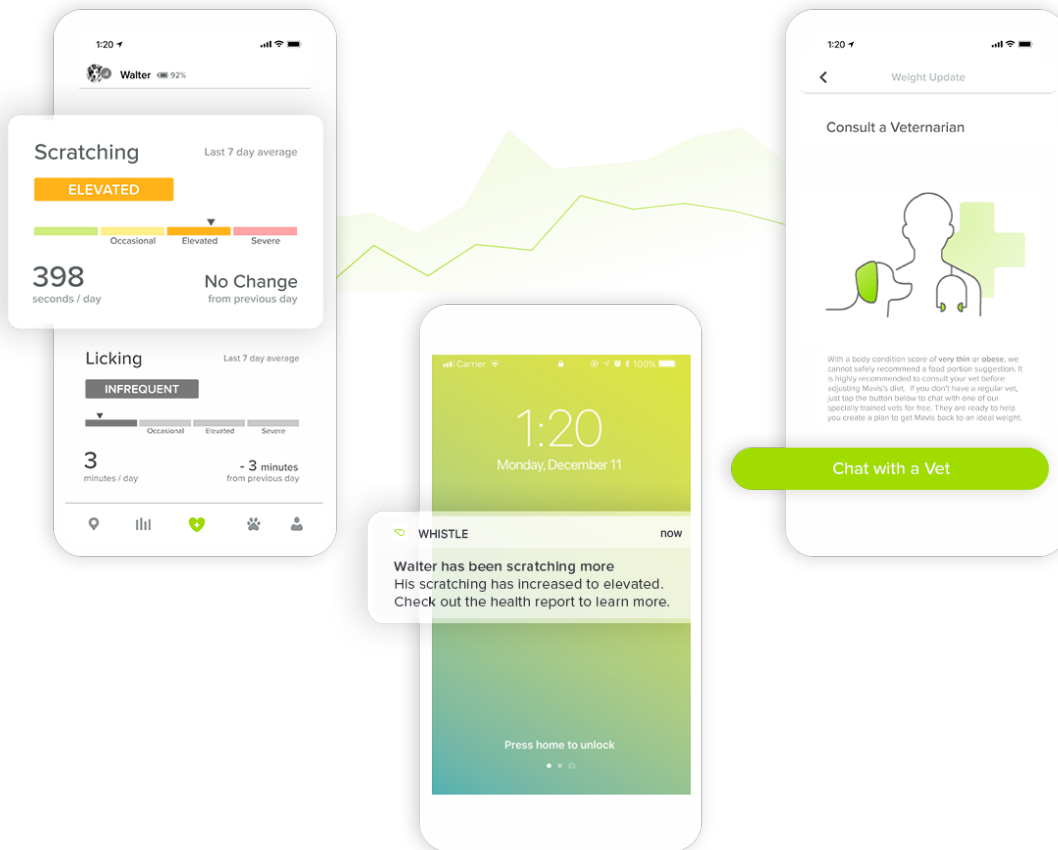 1:20
Walter 92%
Scratching
Last 7 day average
ELEVATED
Occasional Elevated Severe
398
seconds / day
No Change
from previous day
Licking
Last 7 day average
INFREQUENT
Occasional Elevated Severe
3
minutes / day
- 3 minutes
from previous day
Carrier 100%
1:20
Monday, December 11
WHISTLE now
Walter has been scratching more
His scratching has increased to elevated.
Check out the health report to learn more.
Press home to unlock
1:20
Weight Update
Consult a Veternarian
With a body condition score of very thin or obese, we
cannot safely recommend a food portion suggestion. It
is highly recommended to consult your vet before
adjusting Mavis's diet. If you don't have a regular vet,
just tap the button below to chat with one of our
specially trained vets for free. They are ready to help
you create a plan to get Mavis back to an ideal weight.
Chat with a Vet